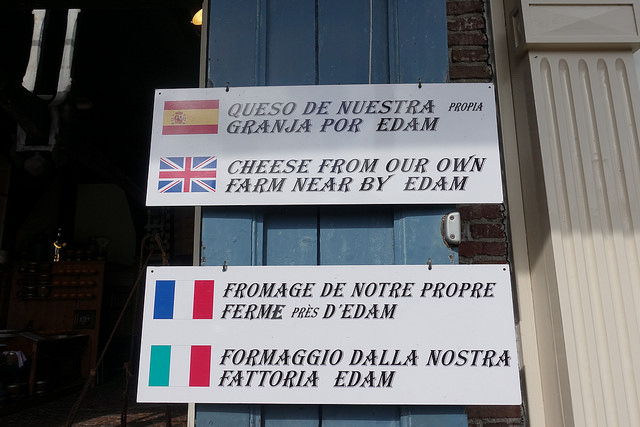 QUESO DE NUESTRA PROPIA
GRANJA POR EDAM
CHEESE FROM OUR OWN
FARM NEAR BY EDAM
FROMAGE DE NOTRE PROPRE
FERME PRÈS D'EDAM
FORMAGGIO DALLA NOSTRA
FATTORIA EDAM